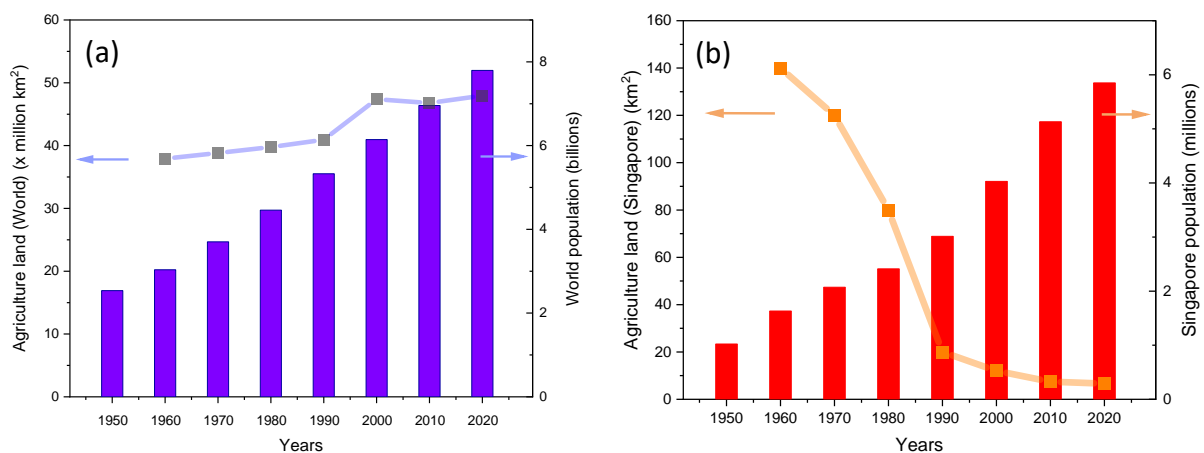 (a)
Agriculture land (World) (x million km²)
60
50
40
30
20
10
0
8
6
4
2
0
World population (billions)
1950 1960 1970 1980 1990 2000 2010 2020
Years
(b)
Agriculture land (Singapore) (km²)
160
140
120
100
80
60
40
20
0
6
4
2
0
Singapore population (millions)
1950 1960 1970 1980 1990 2000 2010 2020
Years